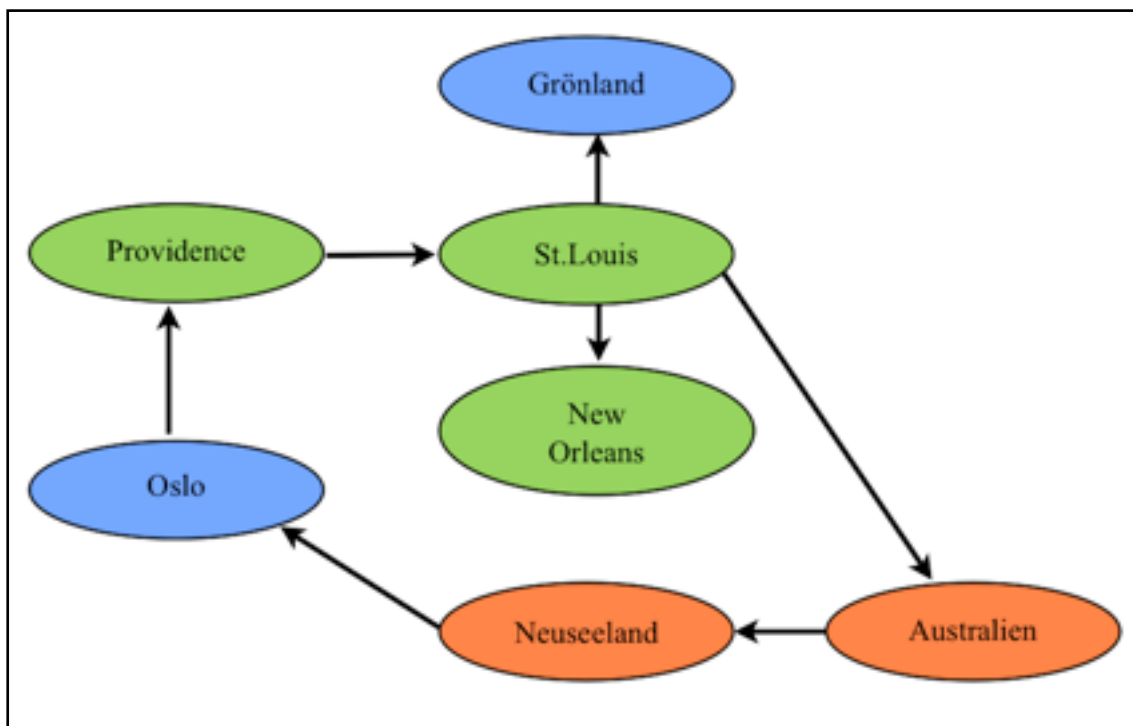 Grönland
Providence
St.Louis
New
Orleans
Oslo
Neuseeland
Australien